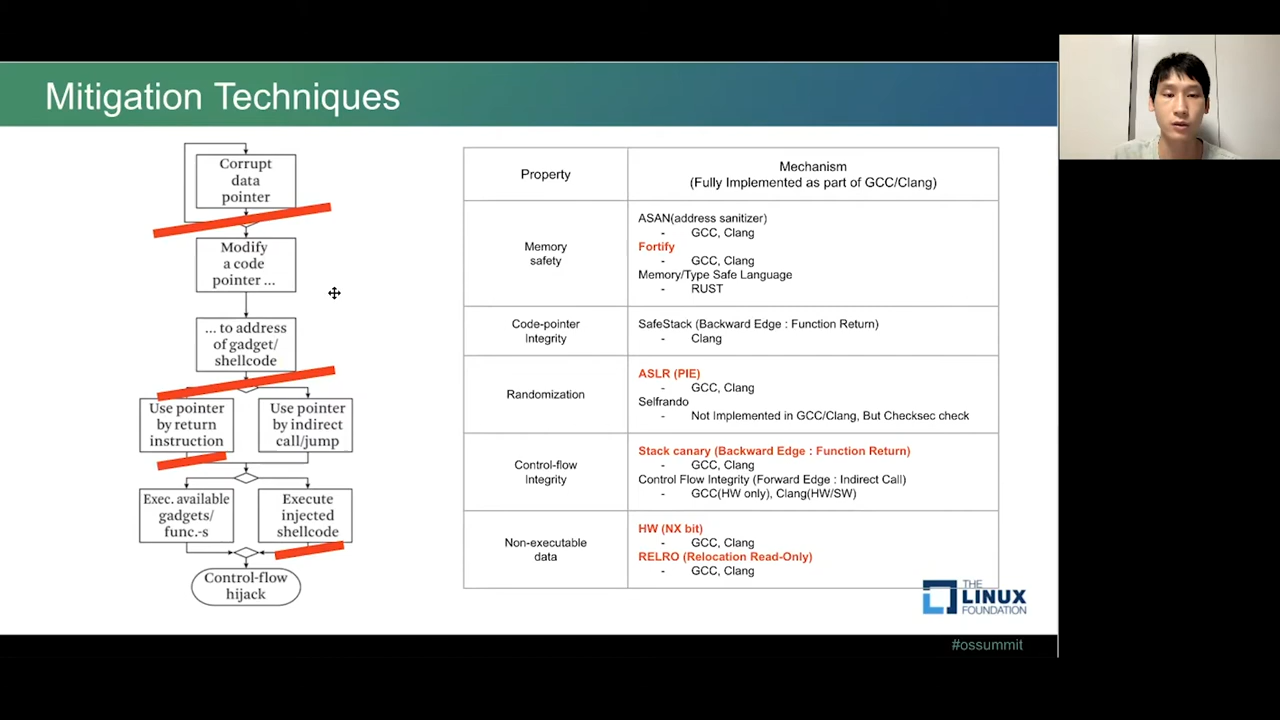 Mitigation Techniques
Corrupt
data
pointer
Modify
a code
pointer ...
... to address
of gadget/
shellcode
Use pointer
by return
instruction
Use pointer
by indirect
call/jump
Exec. available
gadgets/
func.-s
Execute
injected
shellcode
Control-flow
hijack
Property
Mechanism
(Fully Implemented as part of GCC/Clang)
Memory
safety
ASAN(address sanitizer)
- GCC, Clang
Fortify
- GCC, Clang
Memory/Type Safe Language
- RUST
Code-pointer
Integrity
SafeStack (Backward Edge : Function Return)
- Clang
Randomization
ASLR (PIE)
- GCC, Clang
Selfrando
- Not Implemented in GCC/Clang, But Checksec check
Control-flow
Integrity
Stack canary (Backward Edge : Function Return)
- GCC, Clang
Control Flow Integrity (Forward Edge : Indirect Call)
- GCC(HW only), Clang(HW/SW)
Non-executable
data
HW (NX bit)
- GCC, Clang
RELRO (Relocation Read-Only)
- GCC, Clang
THE
LINUX
FOUNDATION
#ossummit